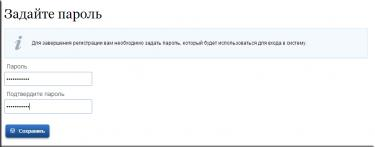 Задайте пароль
Для завершения регистрации вам необходимо задать пароль, который будет использоваться для входа в систему.
Пароль
Подтвердите пароль
Сохранить